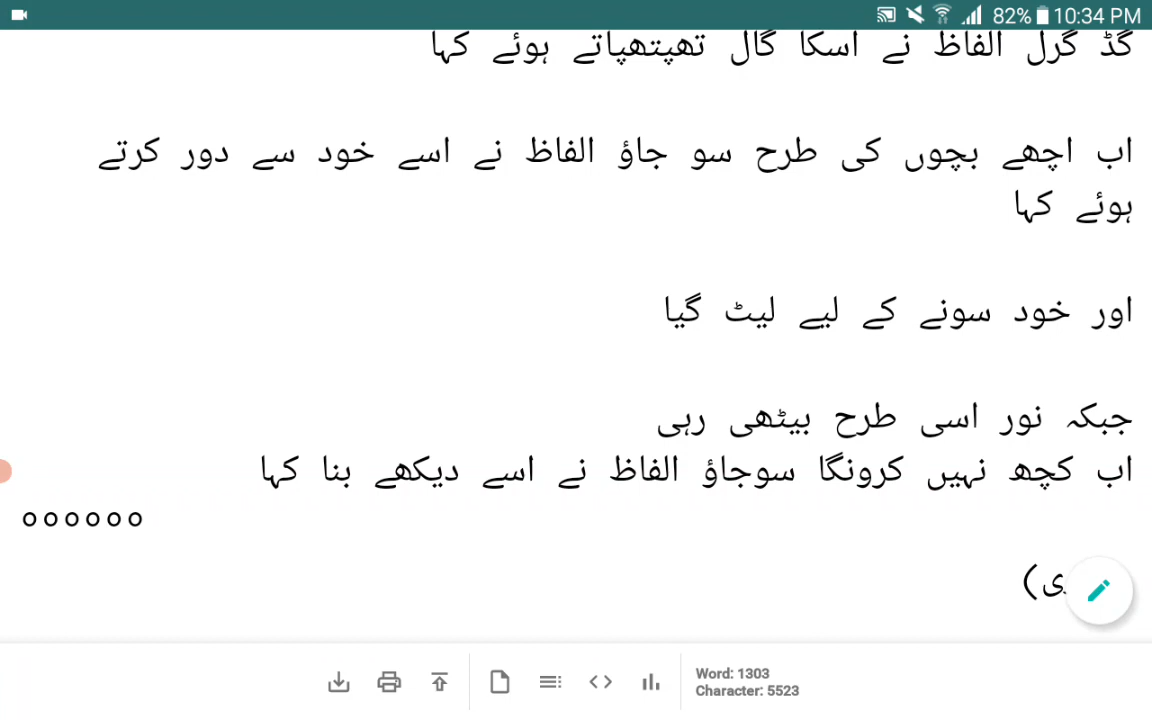 82% 10:34 PM
گڈ گرل الفاظ نے اسکا گال تھپتھپاتے ہوئے کہا
اب اچھے بچوں کی طرح سو جاؤ الفاظ نے اسے خود سے دور کرتے
ہوئے کہا
اور خود سونے کے لیے لیٹ گیا
جبکہ نور اسی طرح بیٹھی رہی
اب کچھ نہیں کرونگا سوجاؤ الفاظ نے اسے دیکھے بنا کہا
٥٥٥٥٥٥
Word: 1303
Character: 5523